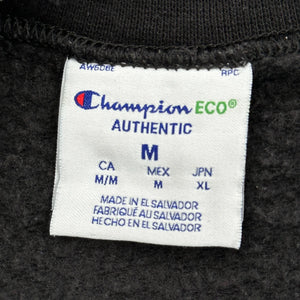 RPC
Champion ECO®
AUTHENTIC
M
CA MEX JPN
M/M M XL
MADE IN EL SALVADOR
FABRIQUÉ AU SALVADOR
HECHO EN EL SALVADOR